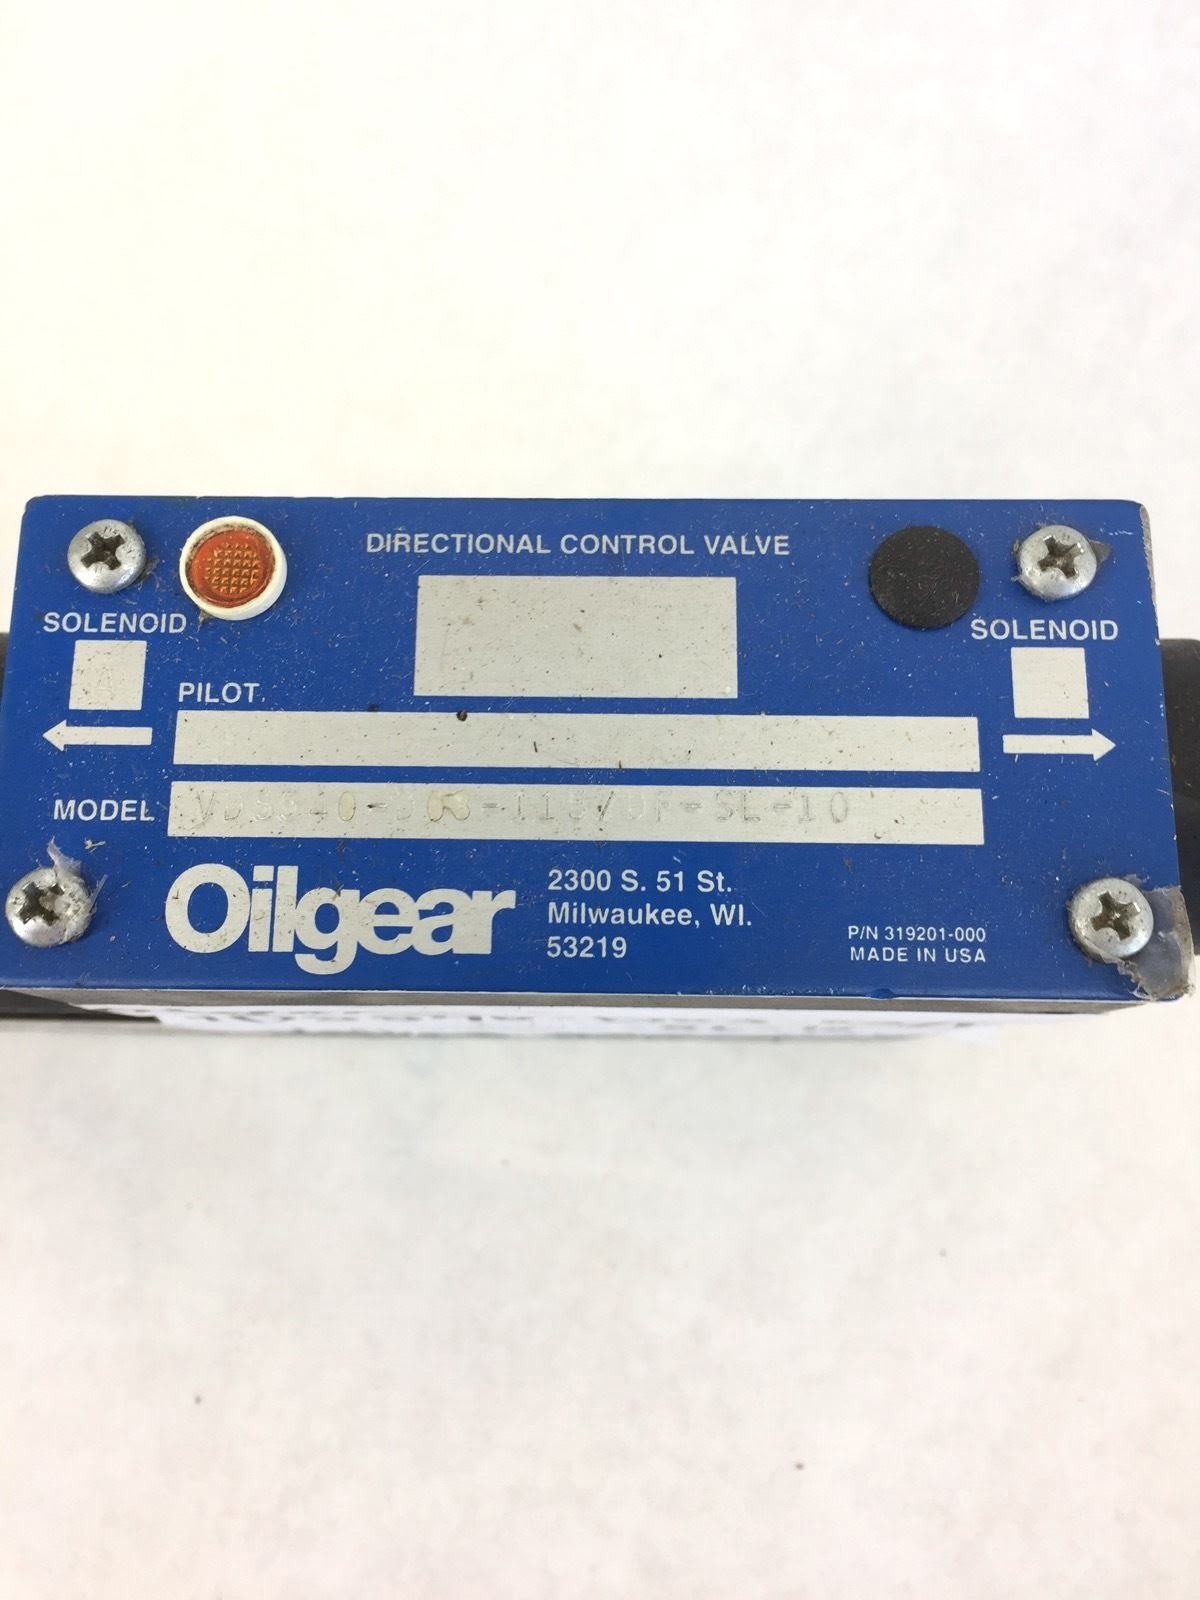 DIRECTIONAL CONTROL VALVE
SOLENOID
A
SOLENOID
PILOT
MODEL
Oilgear
2300 S. 51 St.
Milwaukee, WI.
53219
P/N 319201-000
MADE IN USA